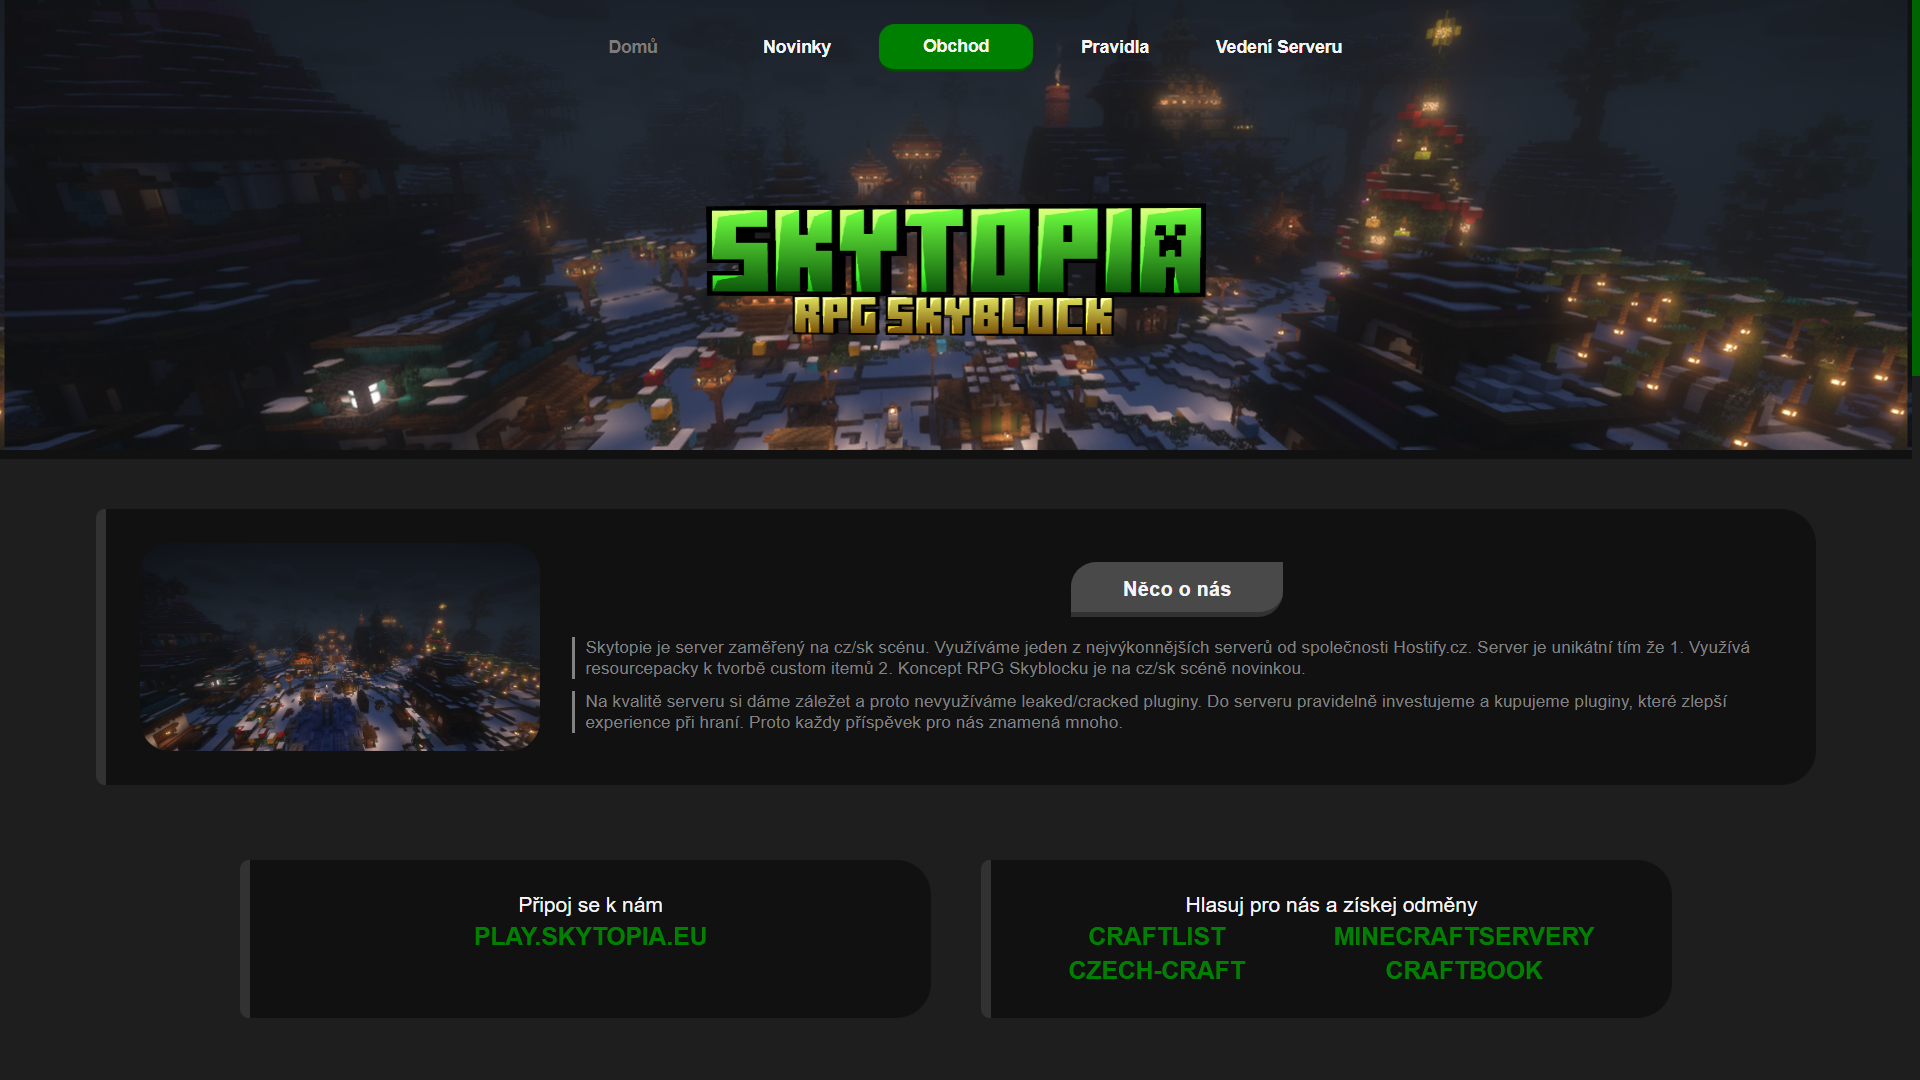 Domů
Novinky
Obchod
Pravidla
Vedení Serveru
SKYTOPIA
RPG SKYBLOCK
Něco o nás
Skytopie je server zaměřený na cz/sk scénu. Využíváme jeden z nejvýkonnějších serverů od společnosti Hostify.cz. Server je unikátní tím že 1. Využívá
resourcepacky k tvorbě custom itemů 2. Koncept RPG Skyblocku je na cz/sk scéně novinkou.
Na kvalitě serveru si dáme záležet a proto nevyužíváme leaked/cracked pluginy. Do serveru pravidelně investujeme a kupujeme pluginy, které zlepší
experience při hraní. Proto každy příspěvek pro nás znamená mnoho.
Připoj se k nám
PLAY.SKYTOPIA.EU
Hlasuj pro nás a získej odměny
CRAFTLIST
MINECRAFTSERVERY
CZECH-CRAFT
CRAFTBOOK